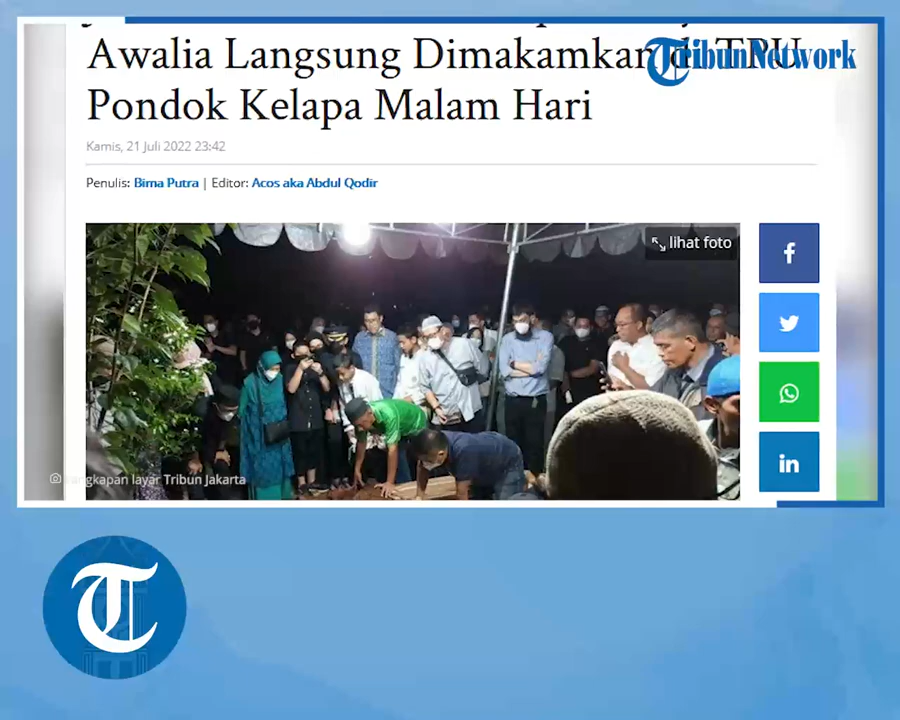 Awalia Langsung Dimakamkan di TPU
TribunNetwork
Pondok Kelapa Malam Hari
Kamis, 21 Juli 2022 23:42
Penulis: Bima Putra | Editor: Acos aka Abdul Qodir
lihat foto
f
in
tangkapan layar Tribun Jakarta
T